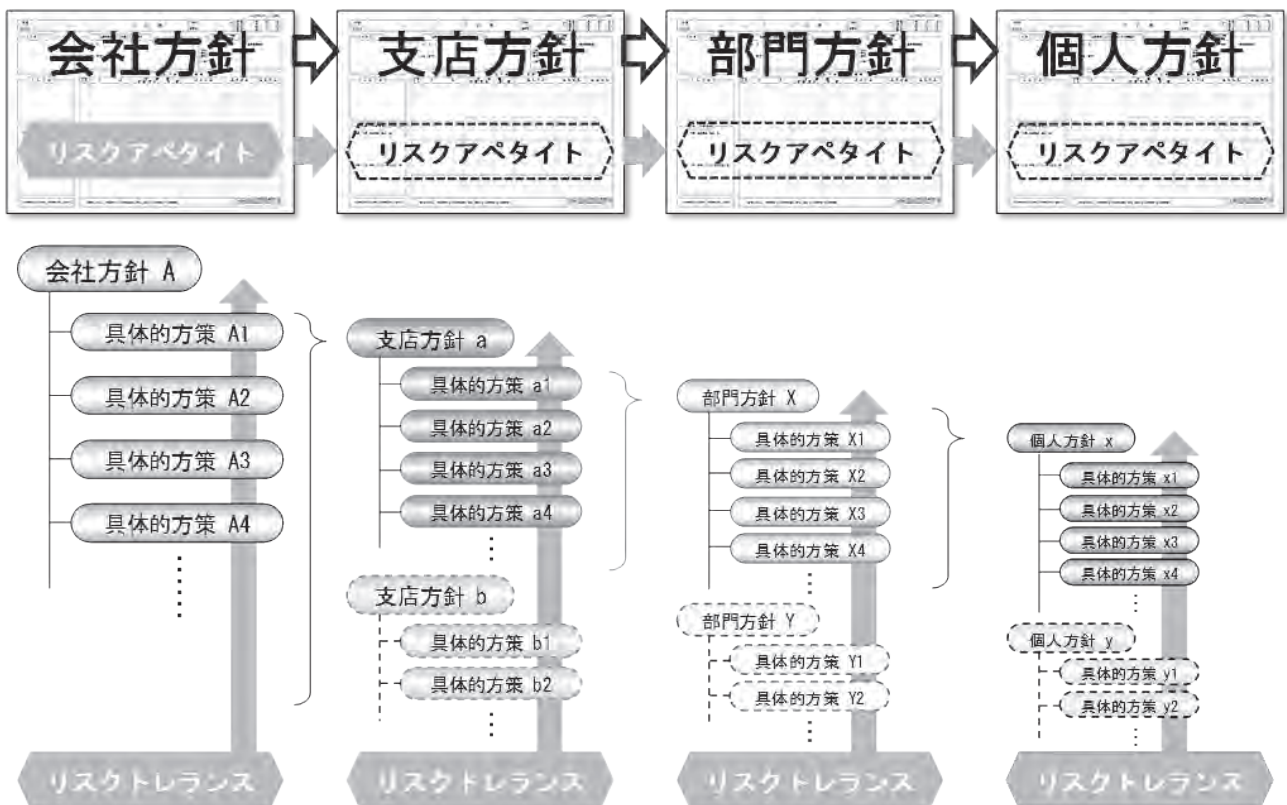 会社方針
支店方針
部門方針
個人方針
リスクアペタイト
リスクアペタイト
リスクアペタイト
リスクアペタイト
会社方針 A
具体的方策 A1
具体的方策 A2
具体的方策 A3
具体的方策 A4
支店方針 a
具体的方策 a1
具体的方策 a2
具体的方策 a3
具体的方策 a4
支店方針 b
具体的方策 b1
具体的方策 b2
部門方針 X
具体的方策 X1
具体的方策 X2
具体的方策 X3
具体的方策 X4
部門方針 Y
具体的方策 Y1
具体的方策 Y2
個人方針 x
具体的方策 x1
具体的方策 x2
具体的方策 x3
具体的方策 x4
個人方針 y
具体的方策 y1
具体的方策 y2
リスクトレランス
リスクトレランス
リスクトレランス
リスクトレランス